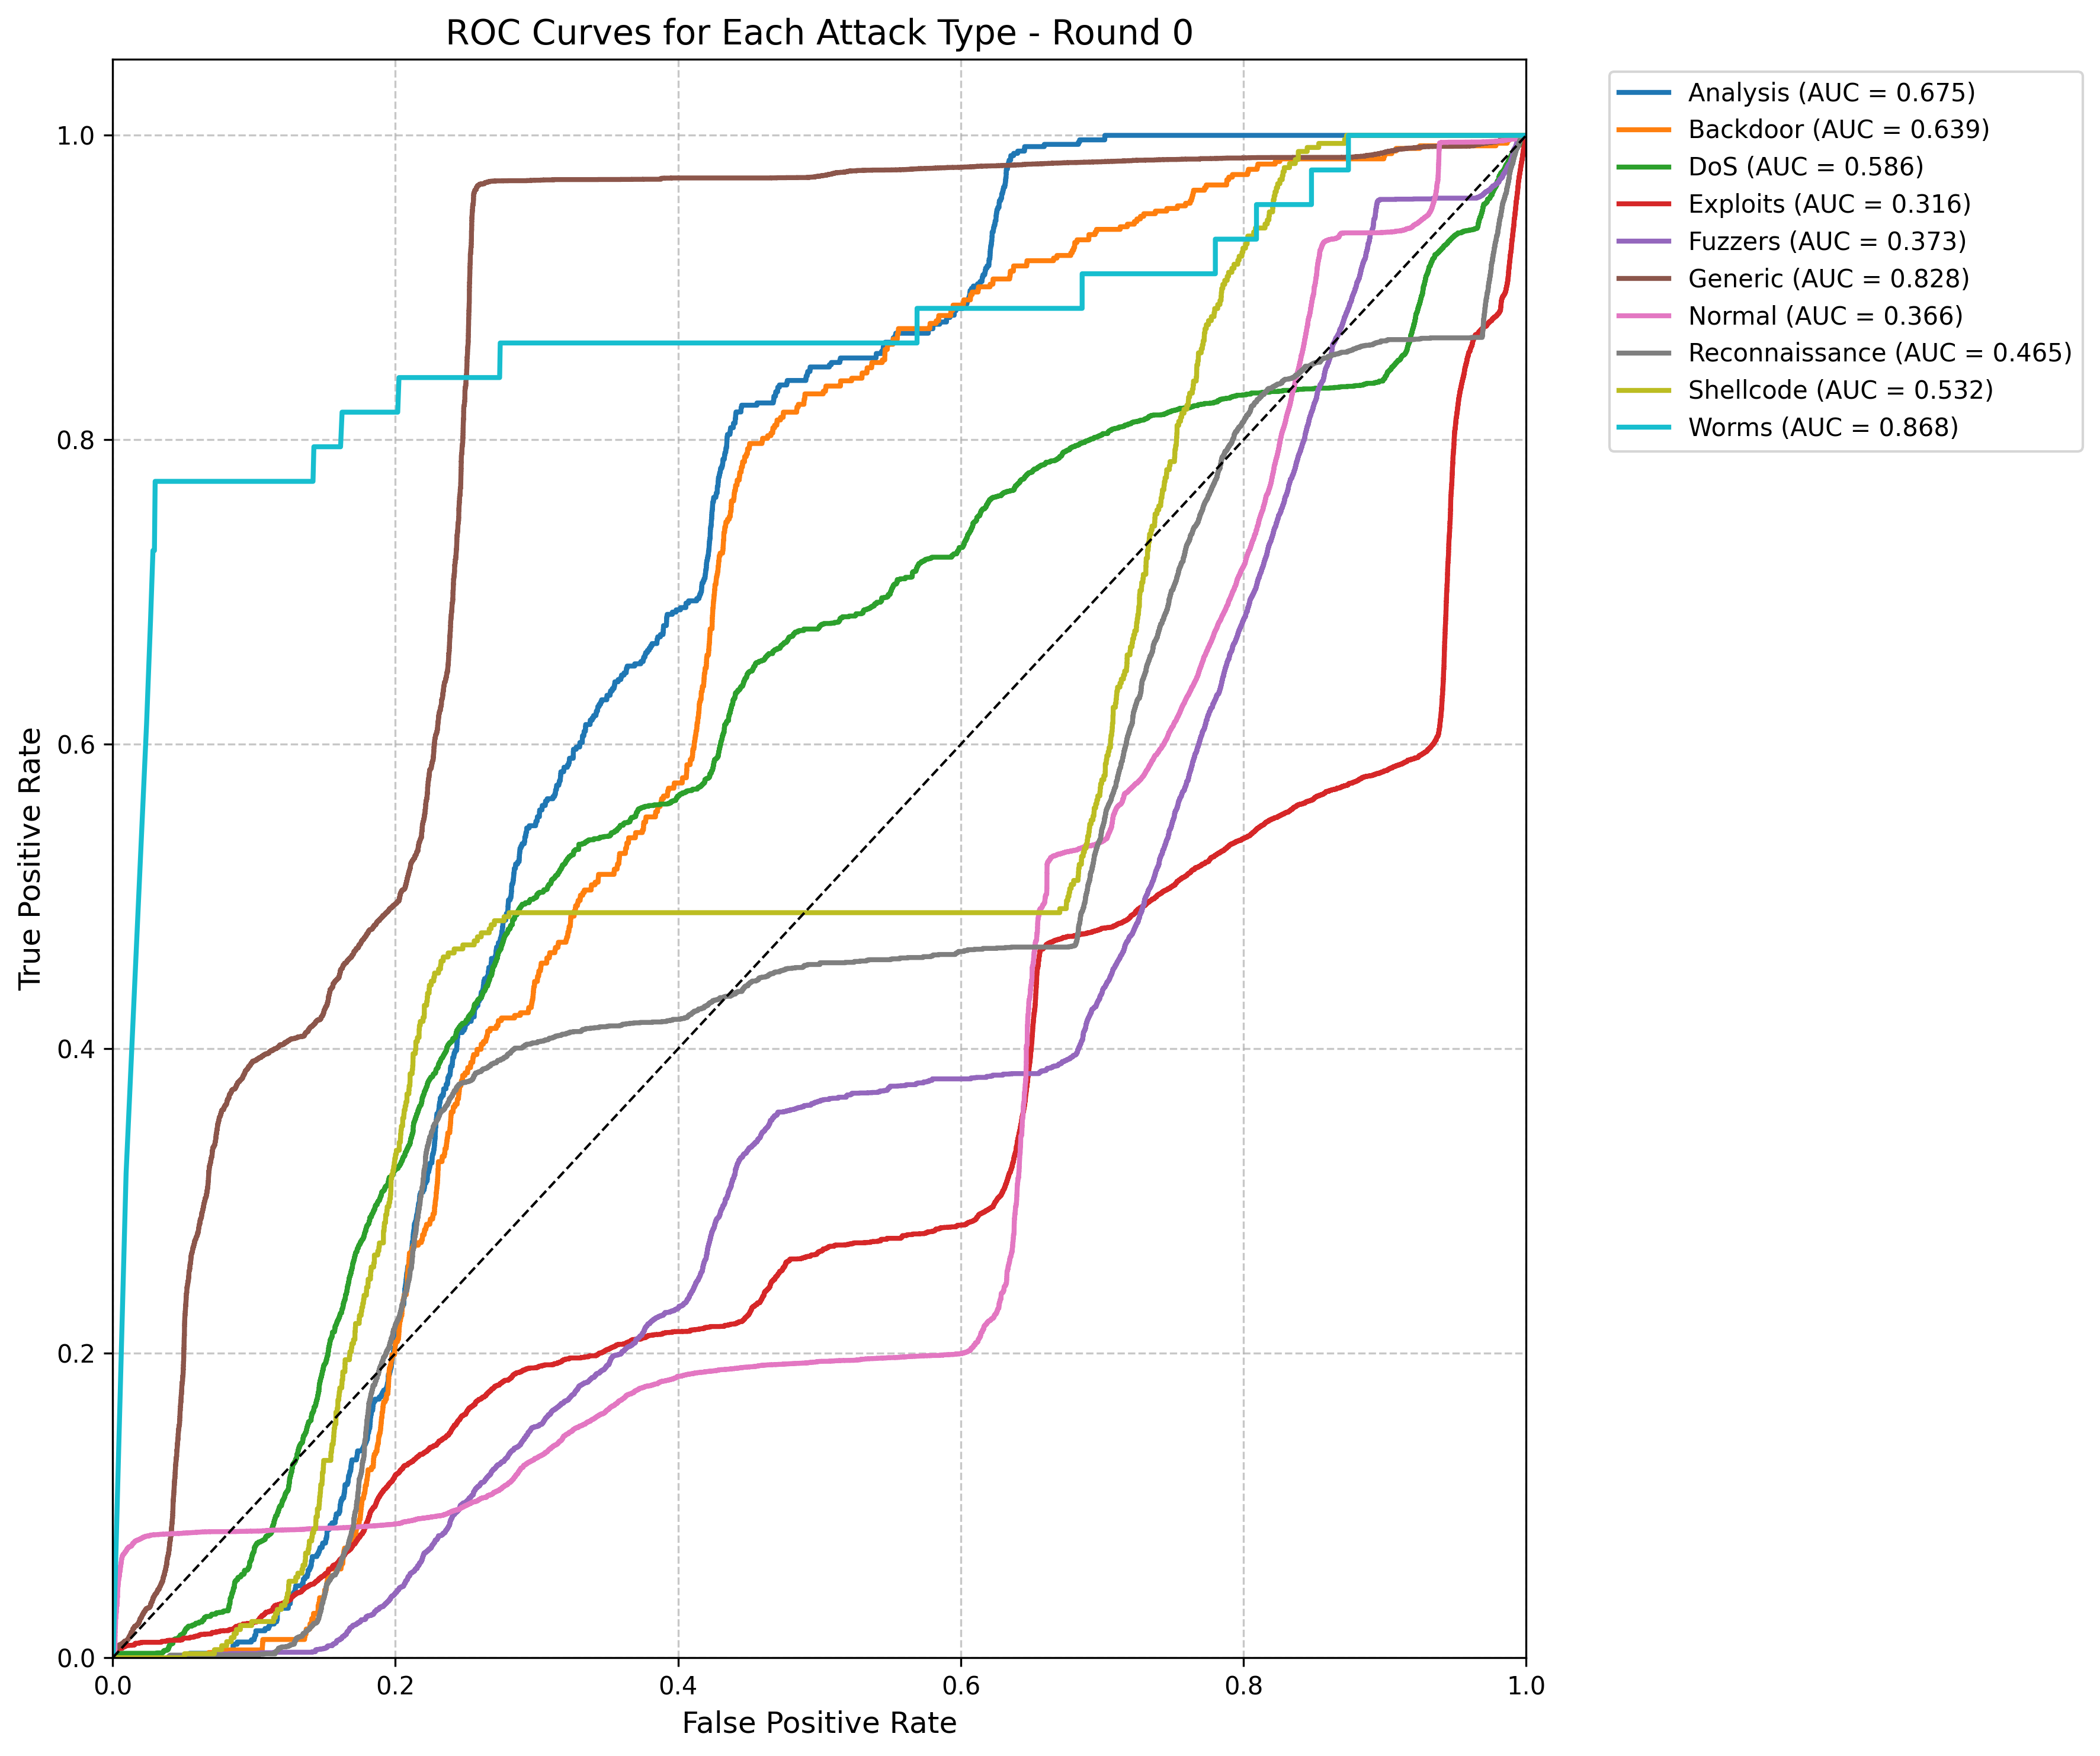 ROC Curves for Each Attack Type - Round 0
Analysis (AUC = 0.675)
Backdoor (AUC = 0.639)
DoS (AUC = 0.586)
Exploits (AUC = 0.316)
Fuzzers (AUC = 0.373)
Generic (AUC = 0.828)
Normal (AUC = 0.366)
Reconnaissance (AUC = 0.465)
Shellcode (AUC = 0.532)
Worms (AUC = 0.868)
True Positive Rate
1.0
0.8
0.6
0.4
0.2
0.0
0.0 0.2 0.4 0.6 0.8 1.0
False Positive Rate